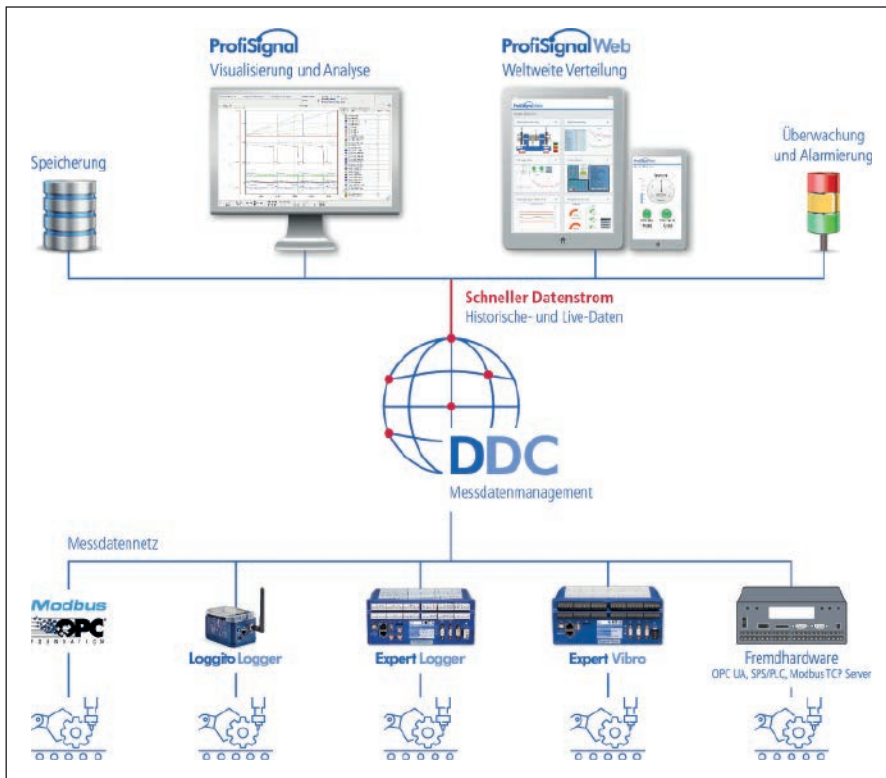 ProfiSignal
Visualisierung und Analyse
ProfiSignal Web
Weltweite Verteilung
Speicherung
Überwachung
und Alarmierung
Schneller Datenstrom
Historische- und Live-Daten
DDC
Messdatenmanagement
Messdatennetz
Modbus
OPC
FOUNDATION
Loggito Logger
Expert Logger
Expert Vibro
Fremdhardware
OPC UA, SPS/PLC, Modbus TCP Server